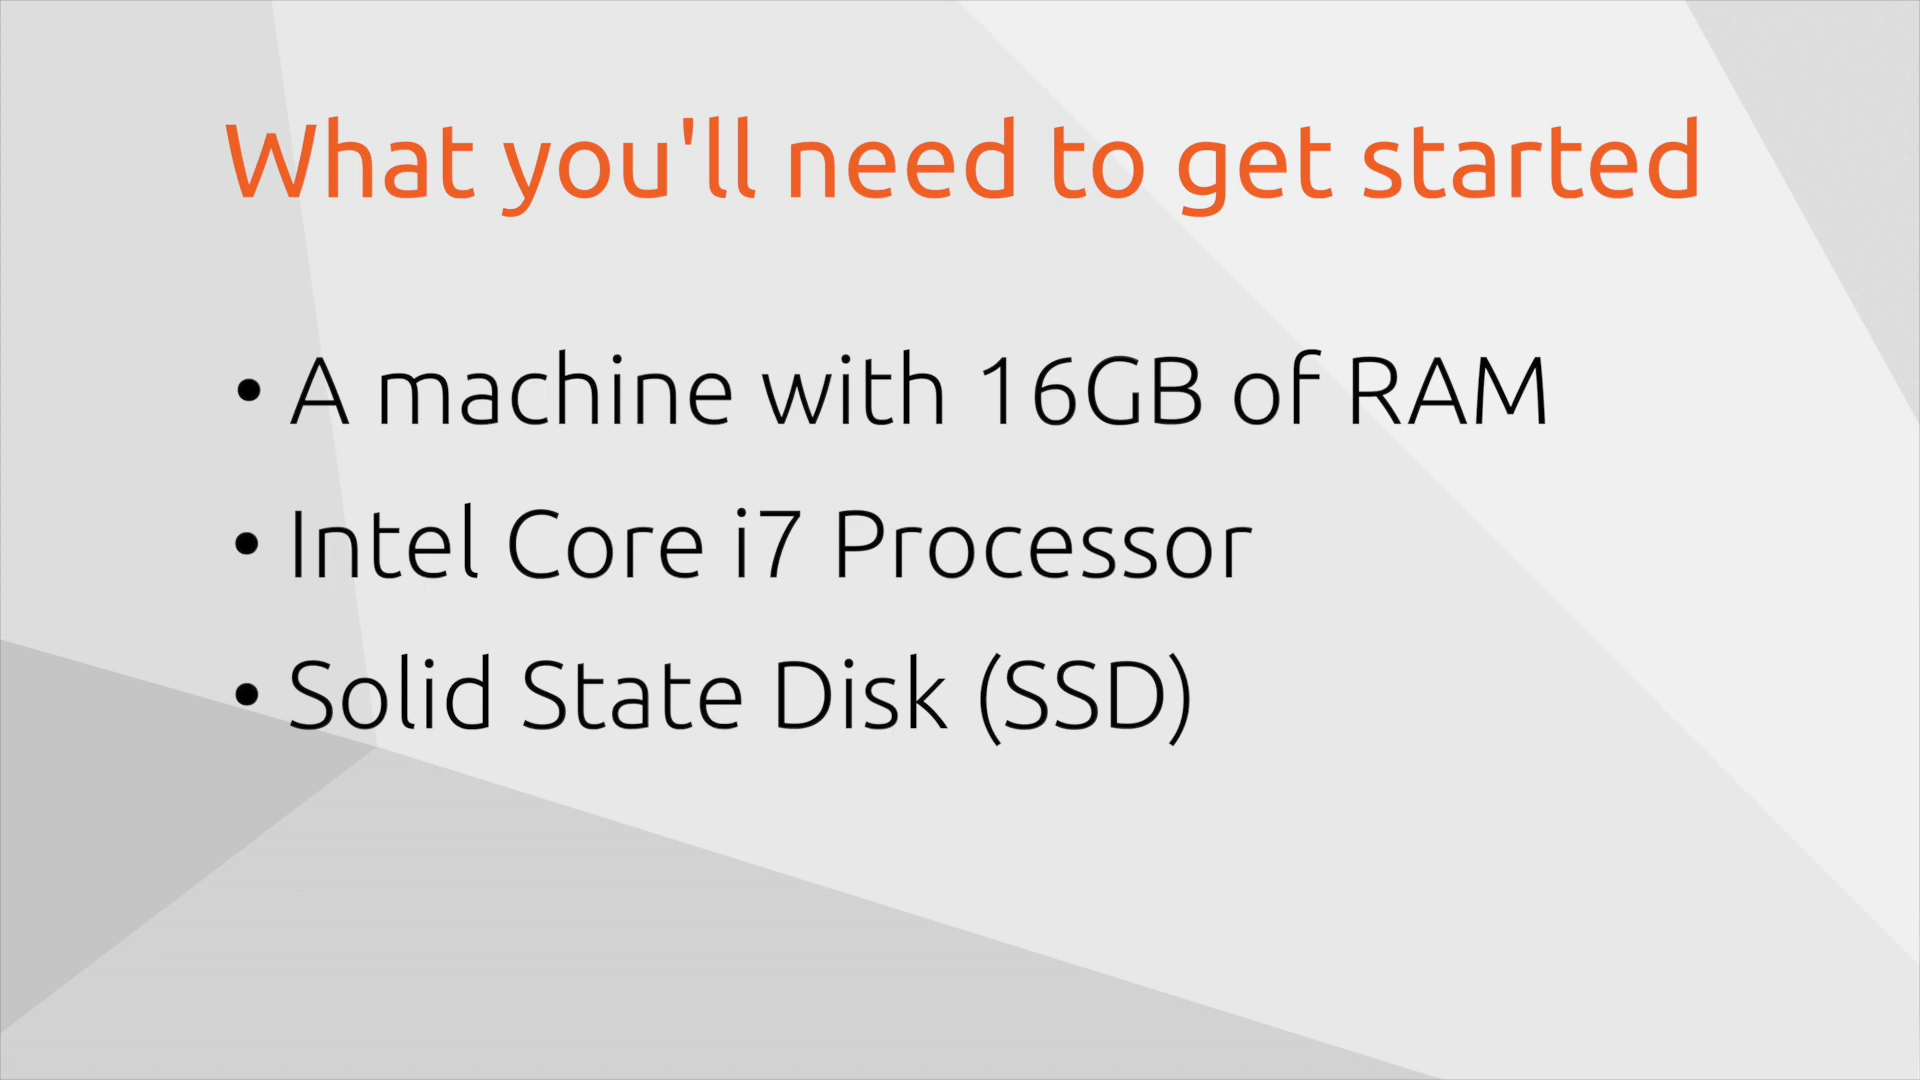 What you'll need to get started
• A machine with 16GB of RAM
• Intel Core i7 Processor
• Solid State Disk (SSD)